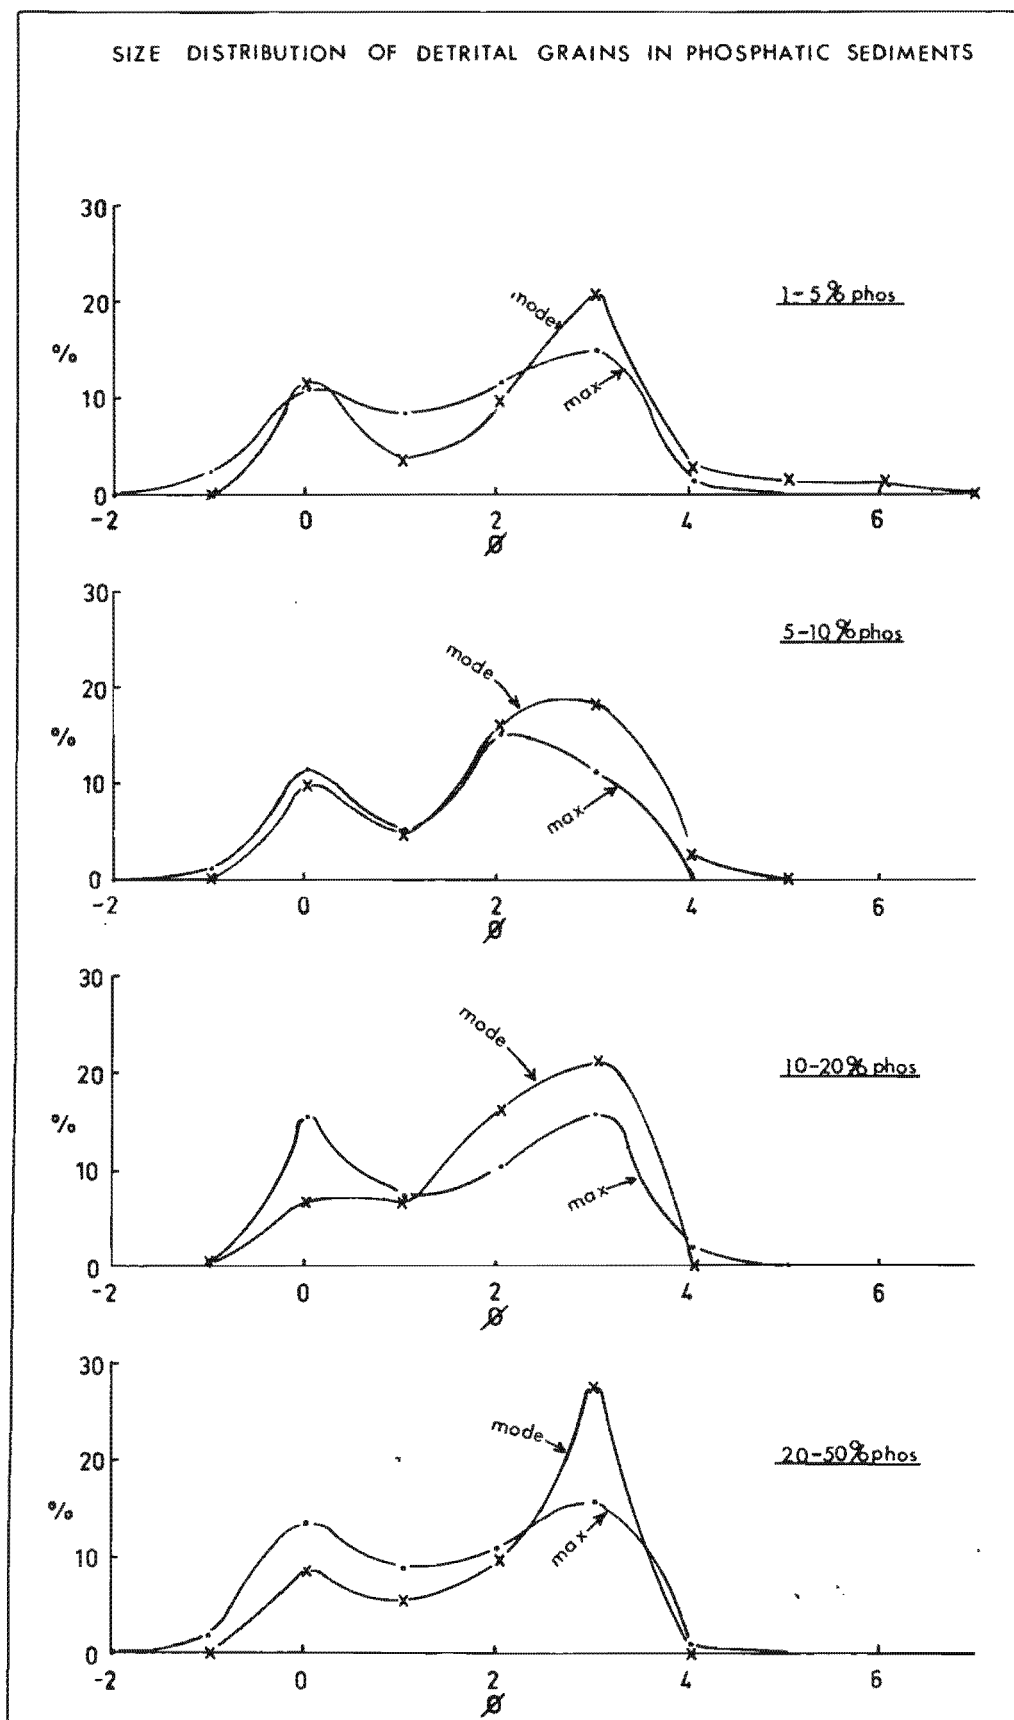 SIZE DISTRIBUTION OF DETRITAL GRAINS IN PHOSPHATIC SEDIMENTS
30
20
%
10
0
-2 0 2 4 6
Ø
mode
max
1-5% phos
30
20
%
10
0
-2 0 2 4 6
Ø
mode
max
5-10% phos
30
20
%
10
0
-2 0 2 4 6
Ø
mode
max
10-20% phos
30
20
%
10
0
-2 0 2 4 6
Ø
mode
max
20-50% phos